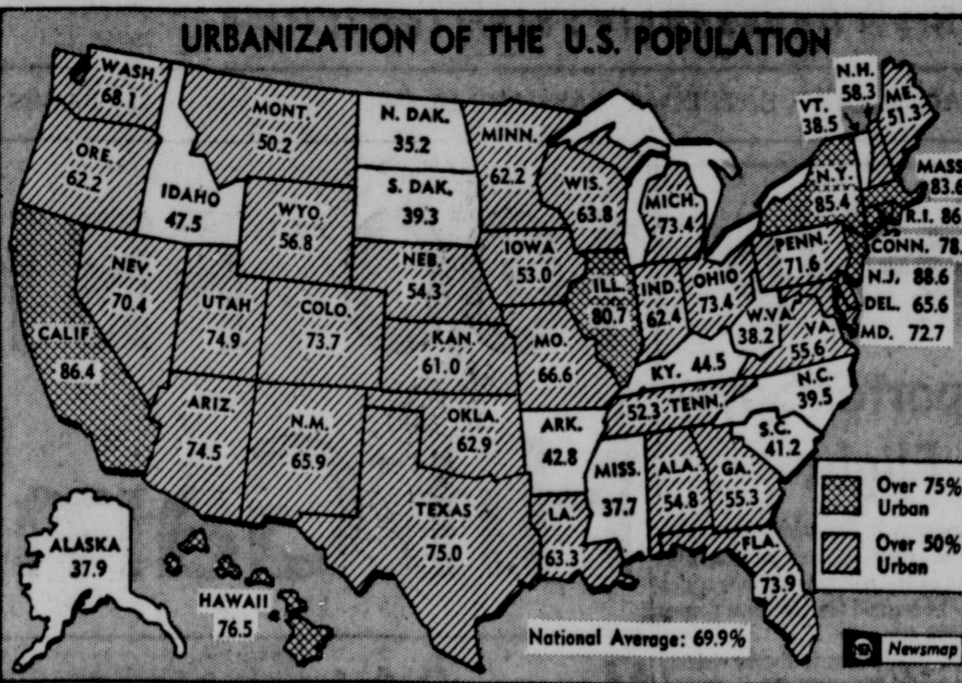 URBANIZATION OF THE U.S. POPULATION
WASH.
68.1
MONT.
50.2
N. DAK.
35.2
MINN.
62.2
VT.
38.5
N.H.
58.3
ME.
51.3
ORE.
62.2
IDAHO
47.5
S. DAK.
39.3
WIS.
63.8
MICH.
73.4
N.Y.
85.4
MASS
83.6
R.I. 86
WYO.
56.8
NEB.
54.3
IOWA
53.0
PENN.
71.6
CONN. 78.
N.J. 88.6
DEL. 65.6
MD. 72.7
NEV.
70.4
UTAH
74.9
COLO.
73.7
ILL.
80.7
IND.
62.4
OHIO
73.4
W.VA.
38.2
VA.
55.6
CALIF.
86.4
KAN.
61.0
MO.
66.6
KY. 44.5
N.C.
39.5
ARIZ.
74.5
N.M.
65.9
OKLA.
62.9
ARK.
42.8
52.3 TENN.
S.C.
41.2
MISS.
37.7
ALA.
54.8
GA.
55.3
TEXAS
75.0
LA.
63.3
FLA.
73.9
ALASKA
37.9
HAWAII
76.5
Over 75%
Urban
Over 50%
Urban
National Average: 69.9%
NEA Newsmap